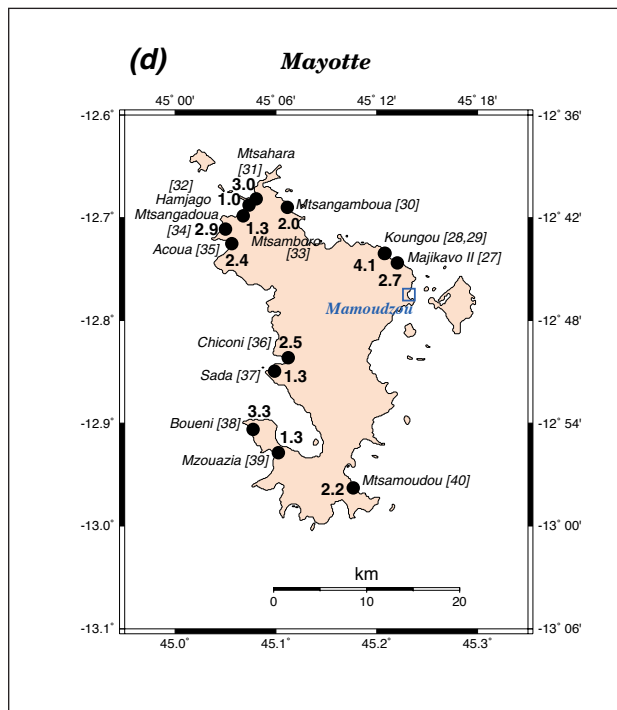 (d) Mayotte
45° 00' 45° 06' 45° 12' 45° 18'
-12.6 -12° 36'
Mtsahara
[31]
[32] 3.0
Hamjago 1.0
Mtsangamboua [30]
-12.7 -12° 42'
Mtsangadoua
[34] 2.9 1.3 2.0
Mtsamboro
[33]
Koungou [28,29]
Acoua [35] 2.4
4.1 Majikavo II [27]
2.7
Mamoudzou
-12.8 -12° 48'
Chiconi [36] 2.5
Sada [37] 1.3
-12.9 -12° 54'
Boueni [38] 3.3
1.3
Mzouazia [39]
2.2 Mtsamoudou [40]
-13.0 -13° 00'
km
0 10 20
-13.1 -13° 06'
45.0 45.1 45.2 45.3